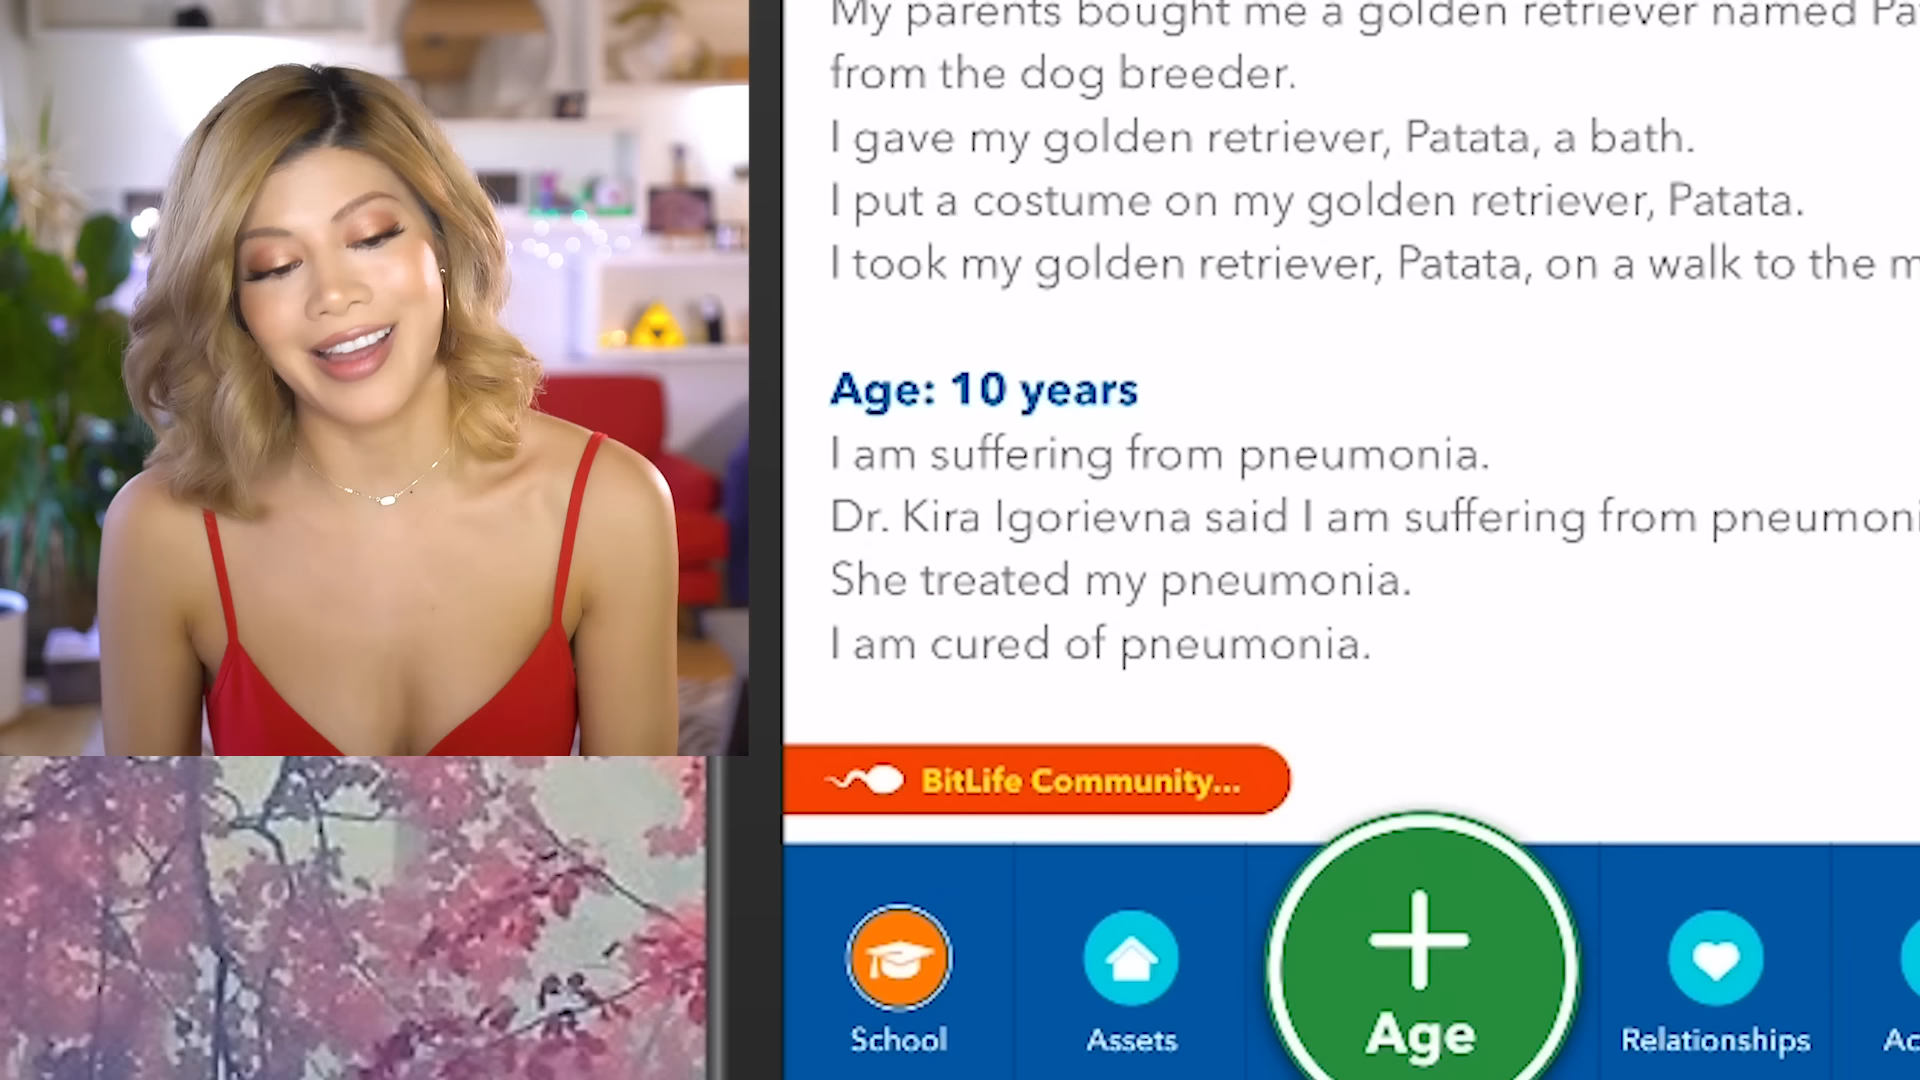 My parents bought me a golden retriever named
from the dog breeder.
I gave my golden retriever, Patata, a bath.
I put a costume on my golden retriever, Patata.
I took my golden retriever, Patata, on a walk to the
Age: 10 years
I am suffering from pneumonia.
Dr. Kira Igorievna said I am suffering from pneumoni
She treated my pneumonia.
I am cured of pneumonia.
BitLife Community...
School
Assets
Age
Relationships